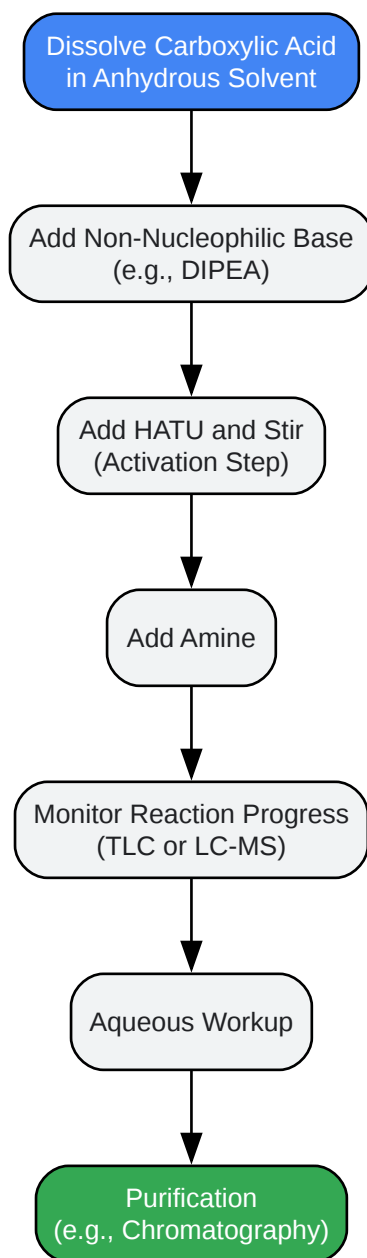 Dissolve Carboxylic Acid
in Anhydrous Solvent
Add Non-Nucleophilic Base
(e.g., DIPEA)
Add HATU and Stir
(Activation Step)
Add Amine
Monitor Reaction Progress
(TLC or LC-MS)
Aqueous Workup
Purification
(e.g., Chromatography)